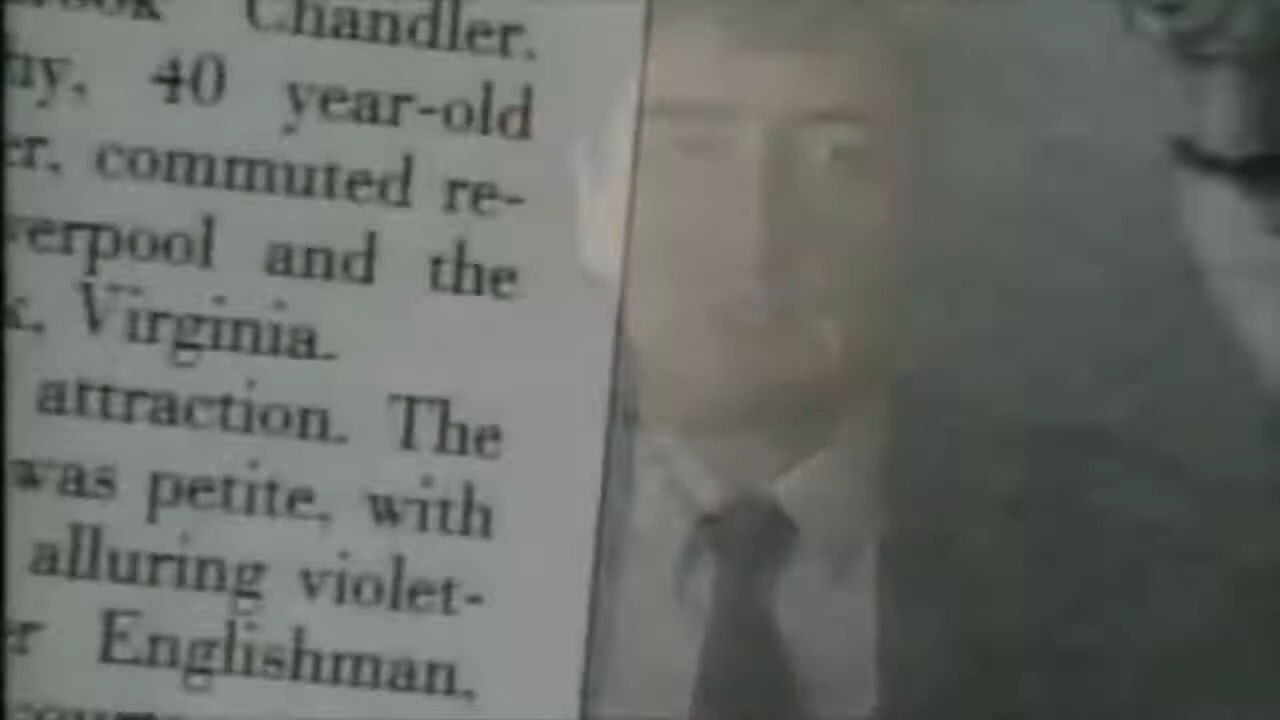 Chandler.
40 year-old
commuted re-
and the
Virginia.
attraction. The
was petite, with
alluring violet-
Englishman,